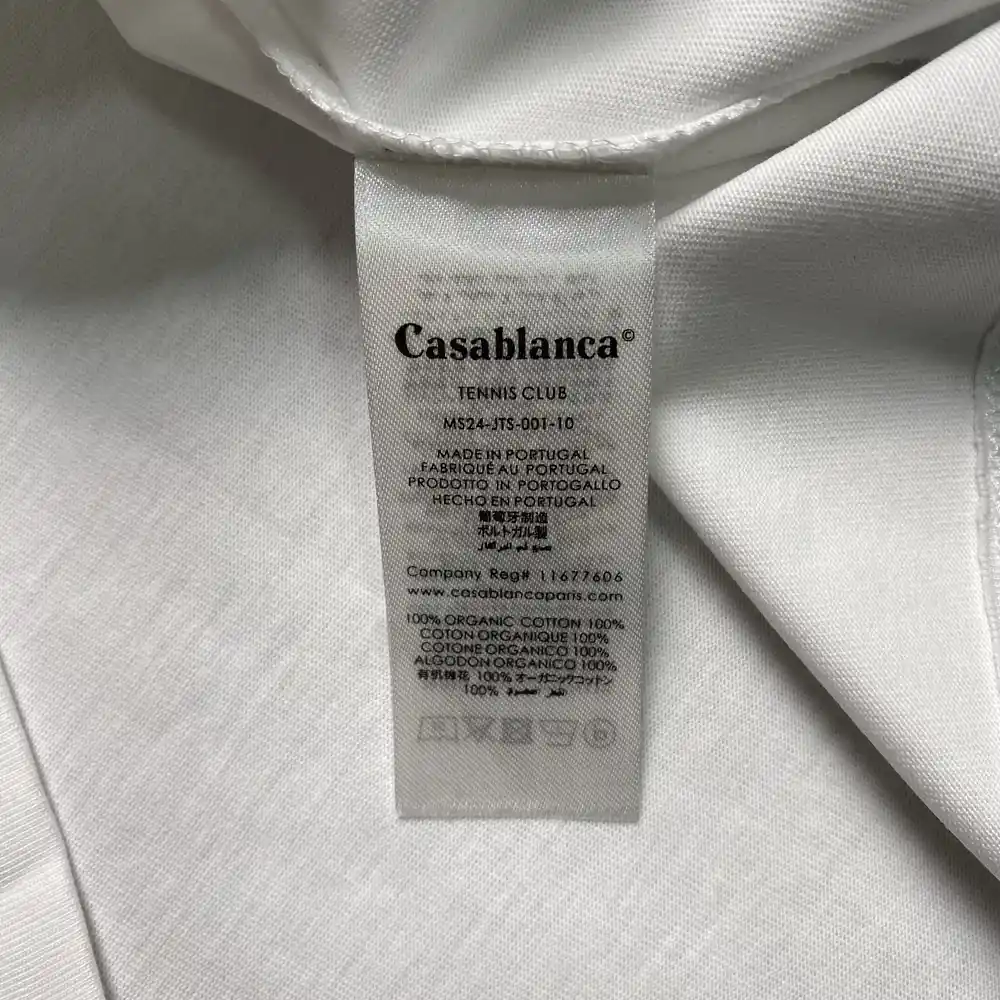 Casablanca©
TENNIS CLUB
MS24-JTS-001-10
MADE IN PORTUGAL
FABRIQUÉ AU PORTUGAL
PRODOTTO IN PORTOGALLO
HECHO EN PORTUGAL
葡萄牙制造
ポルトガル製
Company Reg# 11677606
www.casablancaparis.com
100% ORGANIC COTTON 100%
COTON ORGANIQUE 100%
COTONE ORGANICO 100%
ALGODON ORGANICO 100%
有机棉花 100% オーガニックコットン
100%